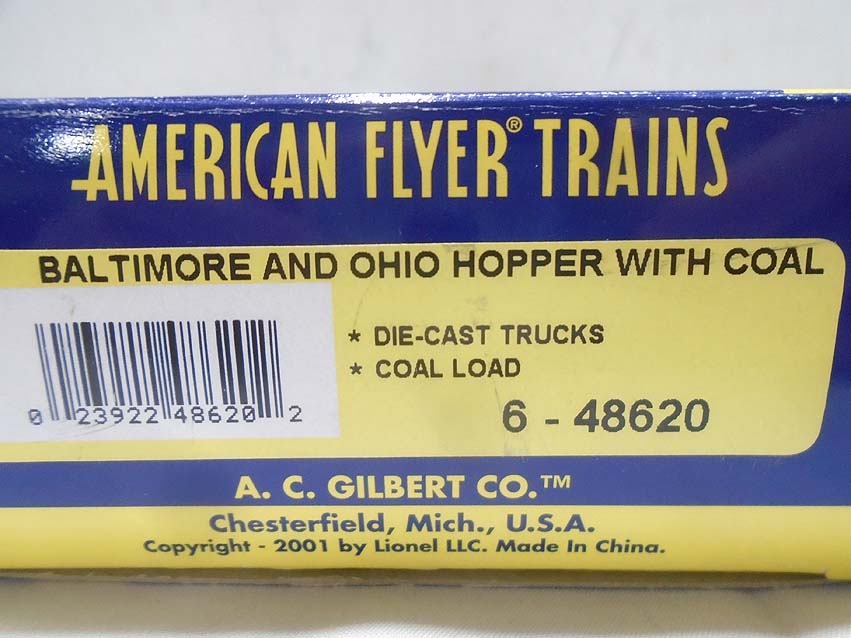 AMERICAN FLYER® TRAINS
BALTIMORE AND OHIO HOPPER WITH COAL
* DIE-CAST TRUCKS
* COAL LOAD
0 23922 48620 2
6 - 48620
A. C. GILBERT CO.™
Chesterfield, Mich., U.S.A.
Copyright - 2001 by Lionel LLC. Made In China.